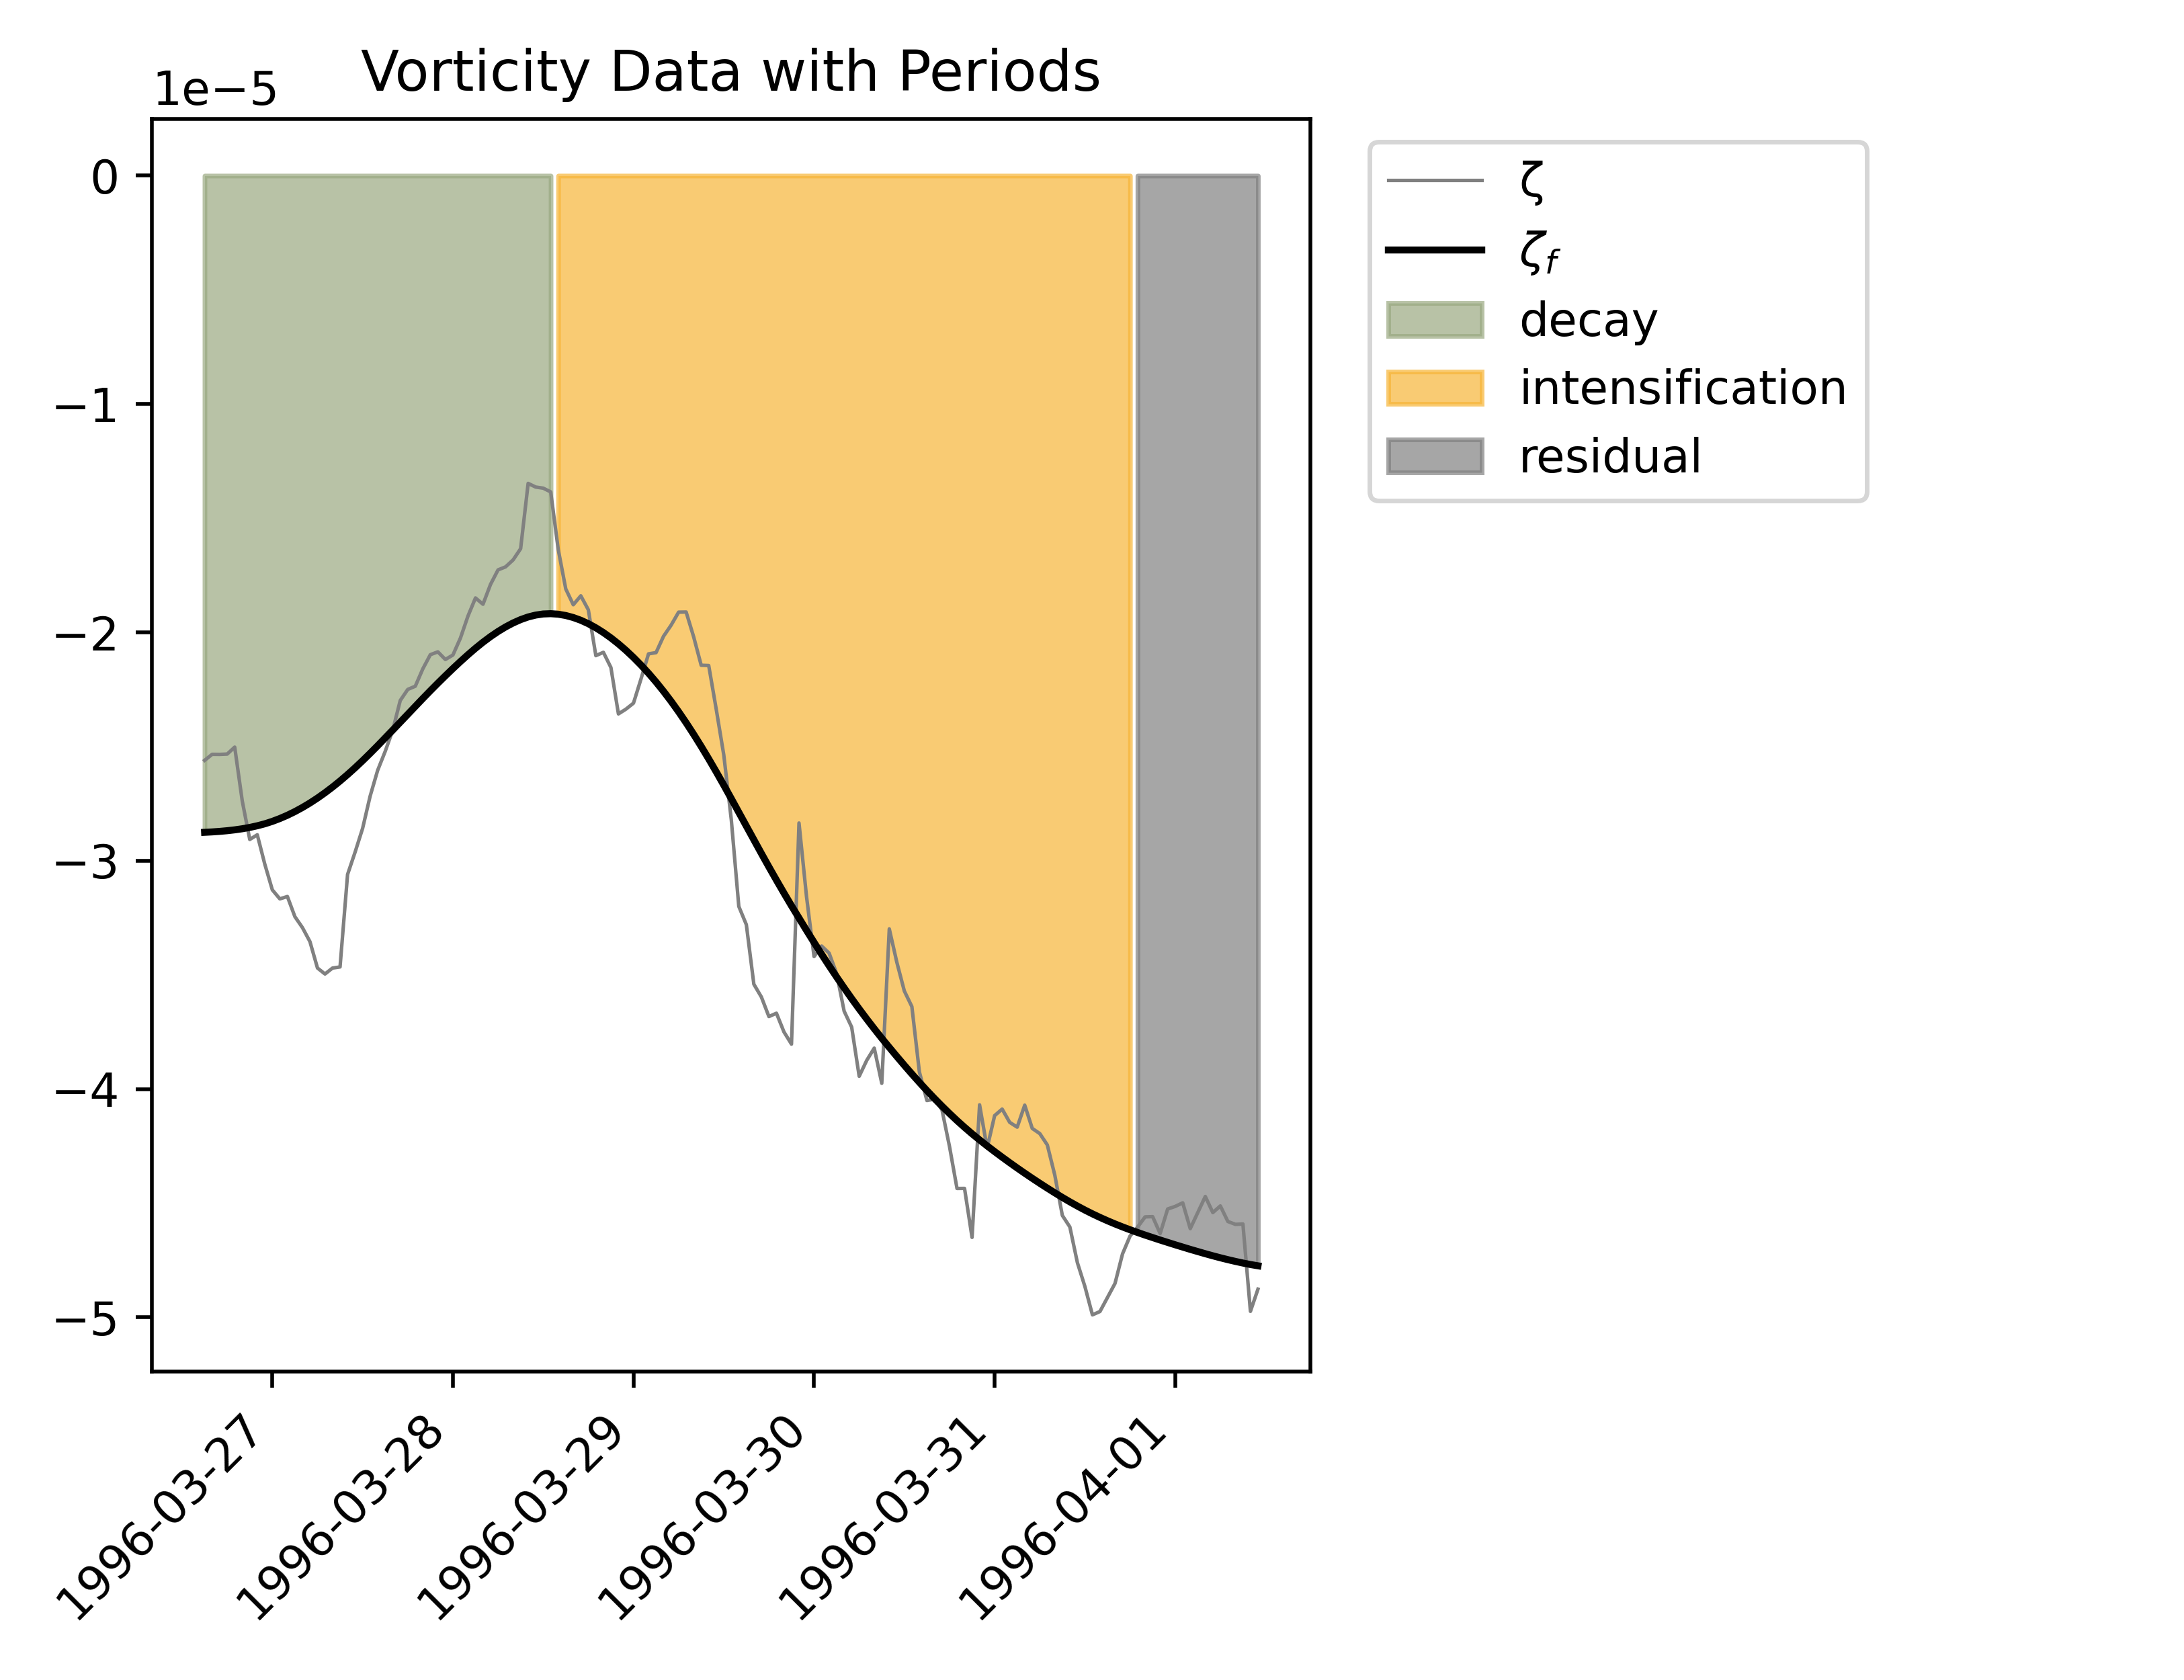 Vorticity Data with Periods
1e−5
0
−1
−2
−3
−4
−5
1996-03-27
1996-03-28
1996-03-29
1996-03-30
1996-03-31
1996-04-01
ζ
ζf
decay
intensification
residual